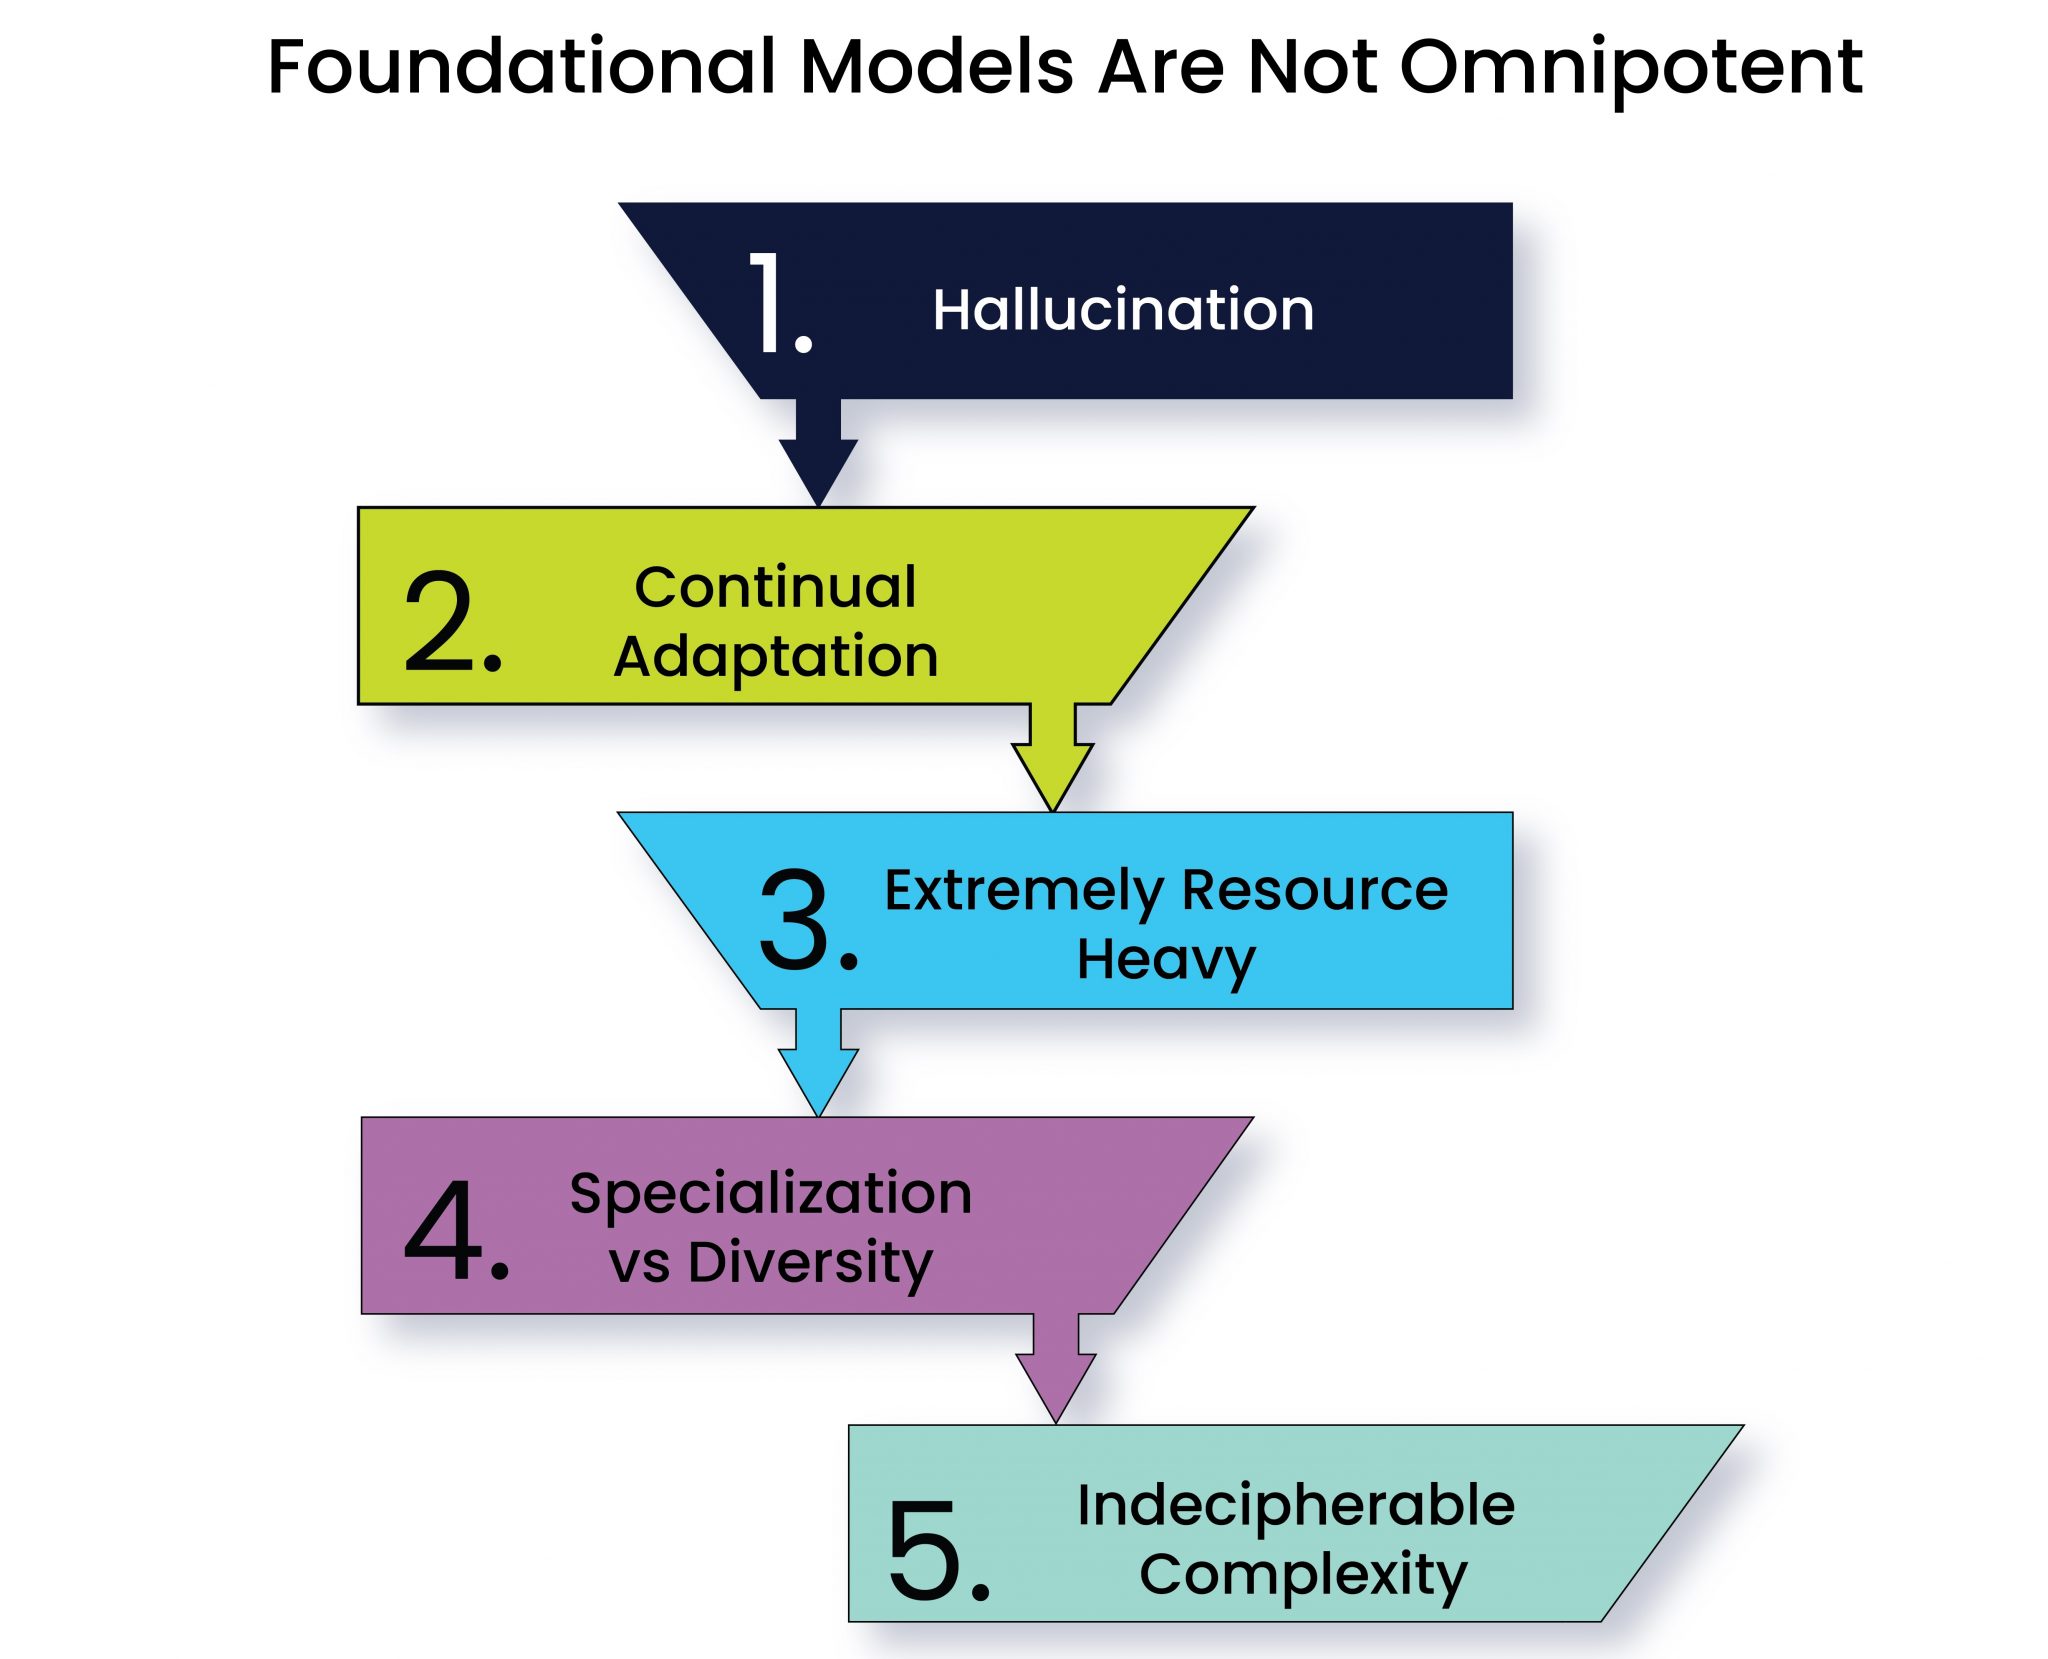 Foundational Models Are Not Omnipotent
1. Hallucination
2. Continual
Adaptation
3. Extremely Resource
Heavy
4. Specialization
vs Diversity
5. Indecipherable
Complexity